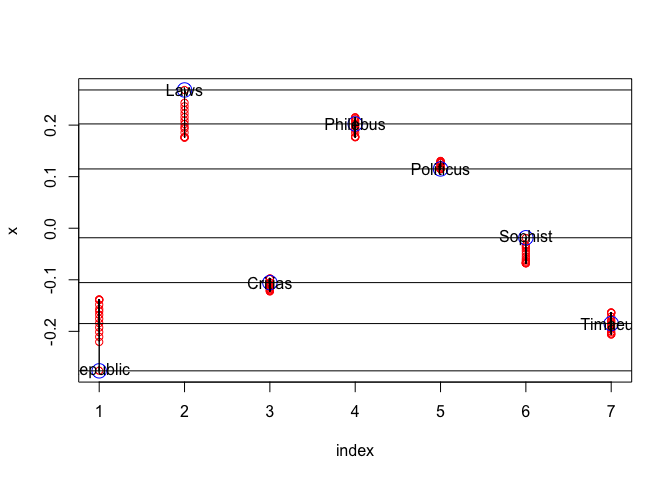 x
0.2
0.1
0.0
-0.1
-0.2
Laws
Philebus
Politicus
Sophist
Critias
Timaeu
epublic
1 2 3 4 5 6 7
index